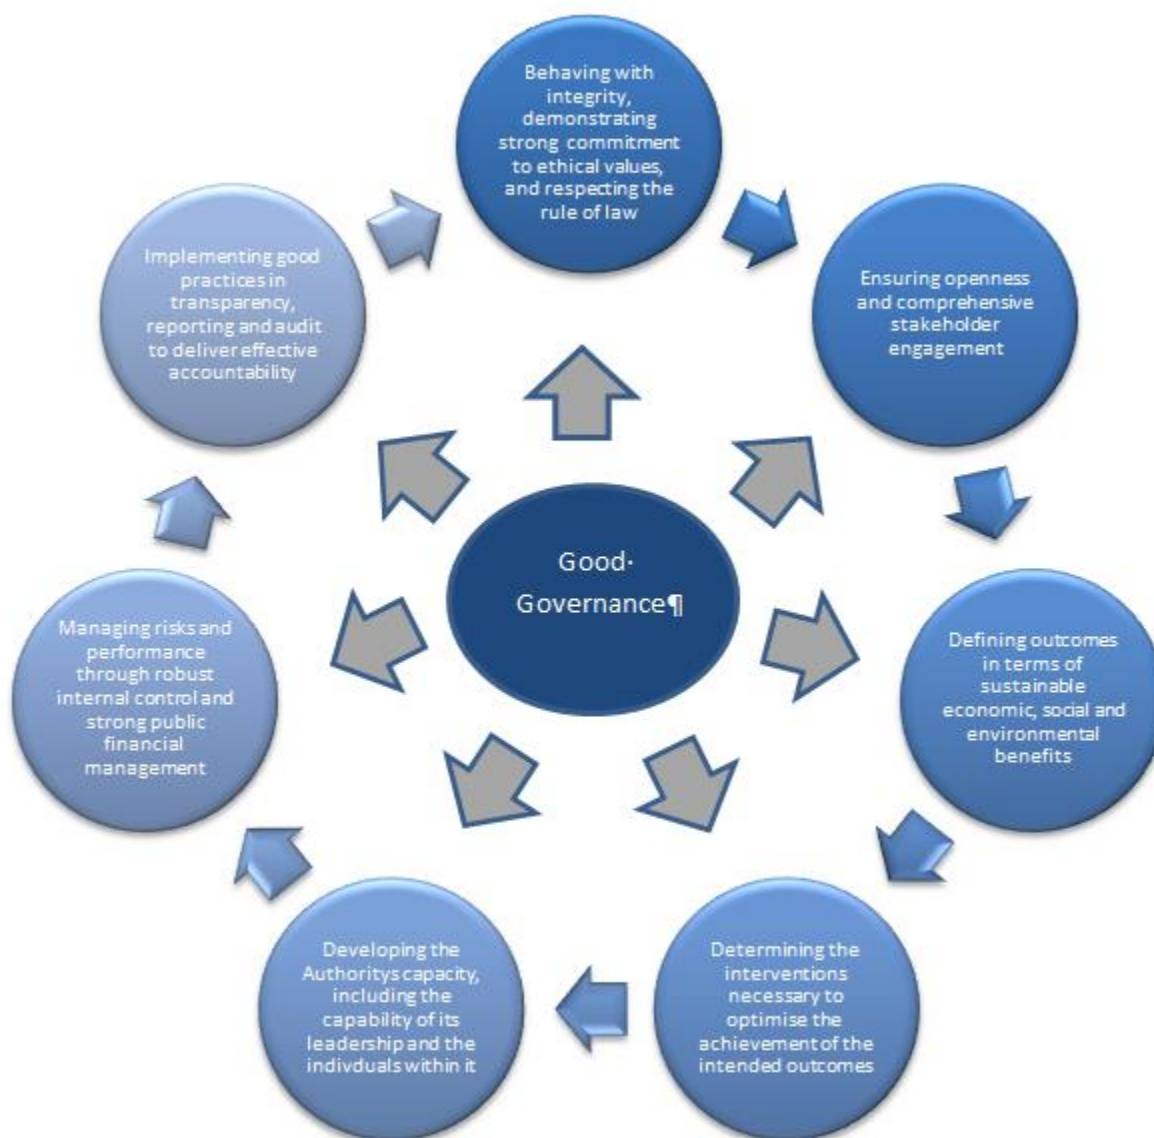 Behaving with
integrity,
demonstrating
strong commitment
to ethical values,
and respecting the
rule of law
Ensuring openness
and comprehensive
stakeholder
engagement
Defining outcomes
in terms of
sustainable
economic, social and
environmental
benefits
Determining the
interventions
necessary to
optimise the
achievement of the
intended outcomes
Developing the
Authoritys capacity,
including the
capability of its
leadership and the
indivduals within it
Managing risks and
performance
through robust
internal control and
strong public
financial
management
Implementing good
practices in
transparency,
reporting and audit
to deliver effective
accountability
Good·
Governance¶